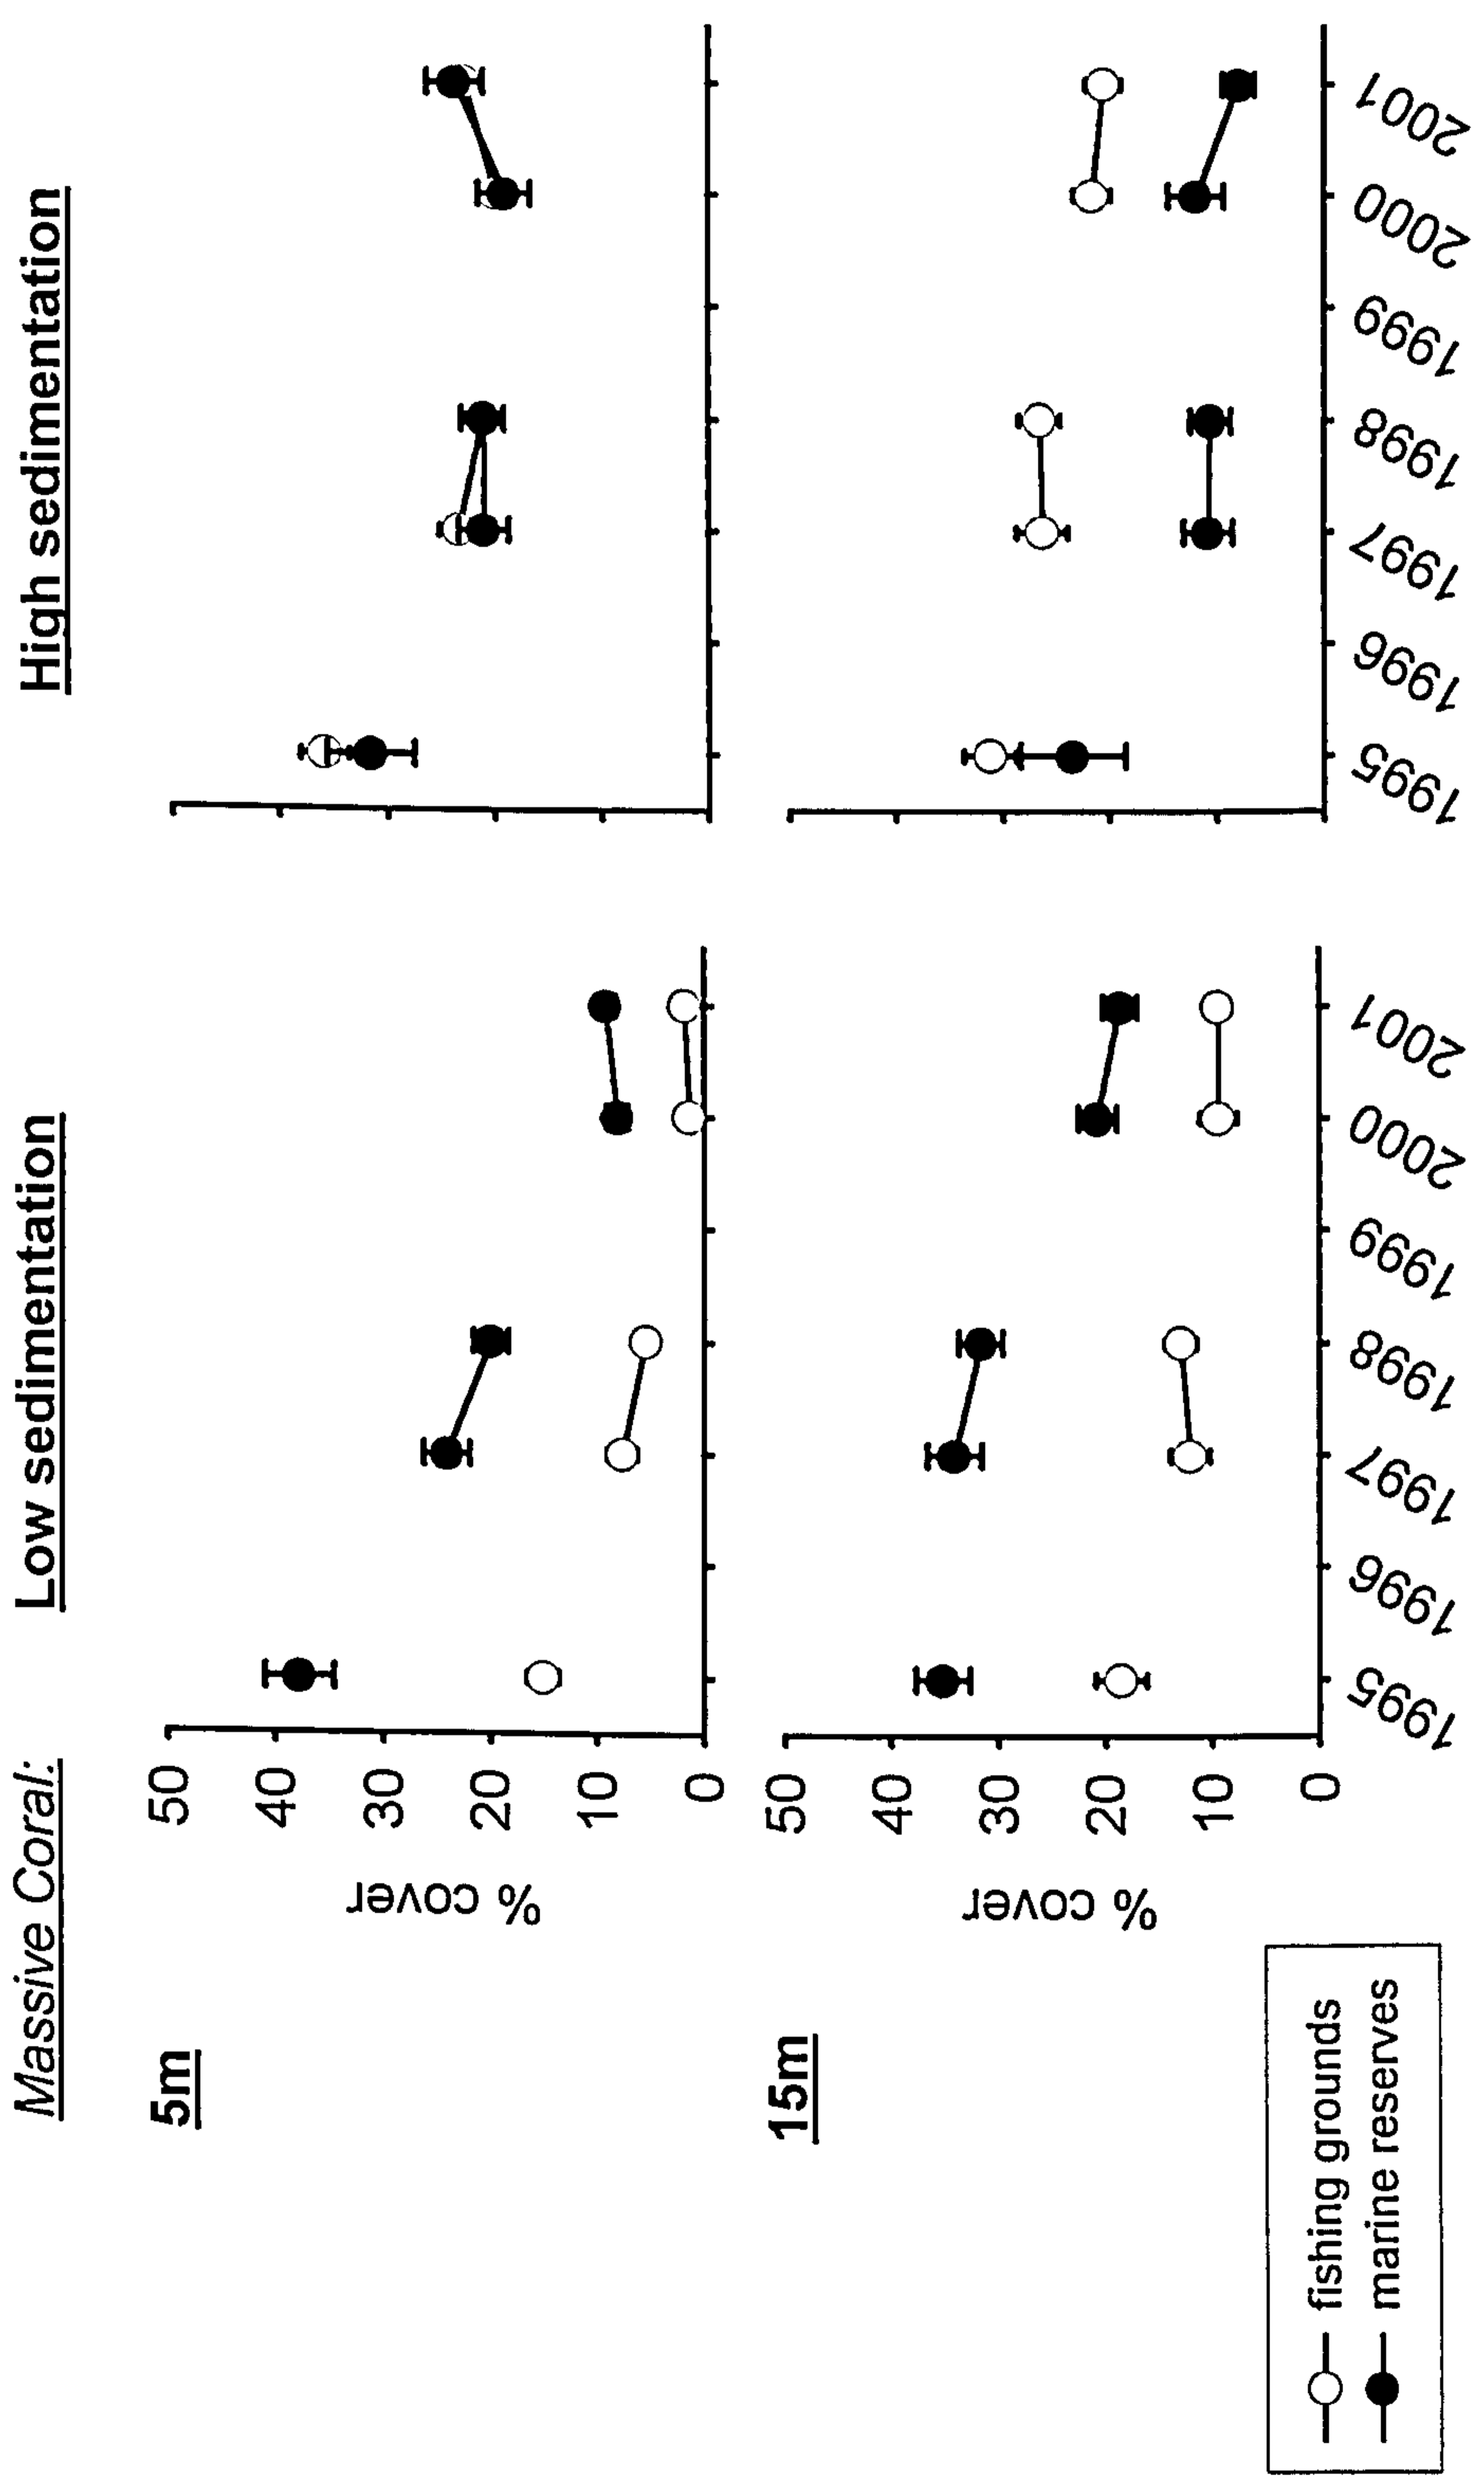 Massive Coral:
Low sedimentation
High sedimentation
5m
% cover
50
40
30
20
10
0
15m
% cover
50
40
30
20
10
0
1995
1996
1997
1998
1999
2000
2001
1995
1996
1997
1998
1999
2000
2001
fishing grounds
marine reserves